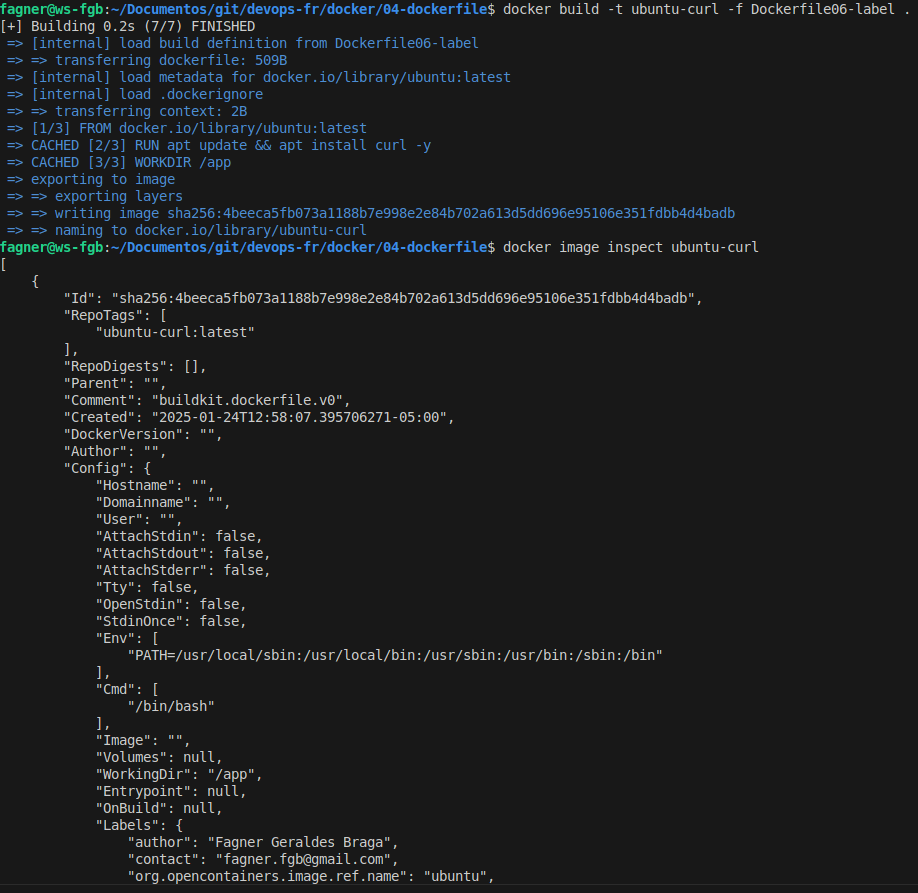 fagner@ws-fgb:~/Documentos/git/devops-fr/docker/04-dockerfile$ docker build -t ubuntu-curl -f Dockerfile06-label .
[+] Building 0.2s (7/7) FINISHED
 => [internal] load build definition from Dockerfile06-label
 => => transferring dockerfile: 509B
 => [internal] load metadata for docker.io/library/ubuntu:latest
 => [internal] load .dockerignore
 => => transferring context: 2B
 => [1/3] FROM docker.io/library/ubuntu:latest
 => CACHED [2/3] RUN apt update && apt install curl -y
 => CACHED [3/3] WORKDIR /app
 => exporting to image
 => => exporting layers
 => => writing image sha256:4beeca5fb073a1188b7e998e2e84b702a613d5dd696e95106e351fdbb4d4badb
 => => naming to docker.io/library/ubuntu-curl
fagner@ws-fgb:~/Documentos/git/devops-fr/docker/04-dockerfile$ docker image inspect ubuntu-curl
[
    {
        "Id": "sha256:4beeca5fb073a1188b7e998e2e84b702a613d5dd696e95106e351fdbb4d4badb",
        "RepoTags": [
            "ubuntu-curl:latest"
        ],
        "RepoDigests": [],
        "Parent": "",
        "Comment": "buildkit.dockerfile.v0",
        "Created": "2025-01-24T12:58:07.395706271-05:00",
        "DockerVersion": "",
        "Author": "",
        "Config": {
            "Hostname": "",
            "Domainname": "",
            "User": "",
            "AttachStdin": false,
            "AttachStdout": false,
            "AttachStderr": false,
            "Tty": false,
            "OpenStdin": false,
            "StdinOnce": false,
            "Env": [
                "PATH=/usr/local/sbin:/usr/local/bin:/usr/sbin:/usr/bin:/sbin:/bin"
            ],
            "Cmd": [
                "/bin/bash"
            ],
            "Image": "",
            "Volumes": null,
            "WorkingDir": "/app",
            "Entrypoint": null,
            "OnBuild": null,
            "Labels": {
                "author": "Fagner Geraldes Braga",
                "contact": "fagner.fgb@gmail.com",
                "org.opencontainers.image.ref.name": "ubuntu",